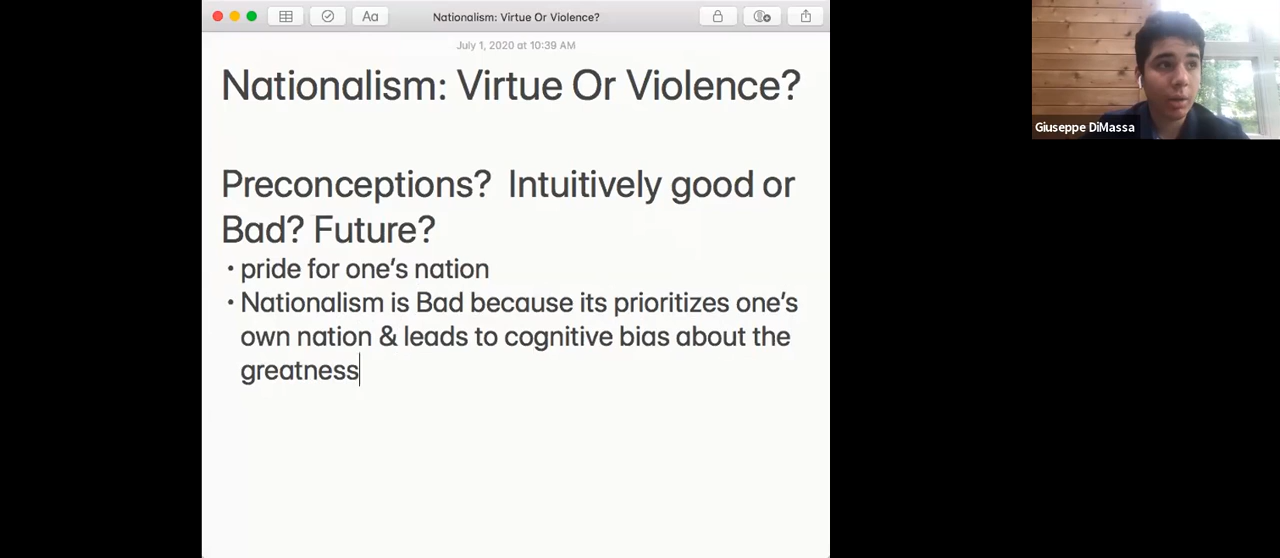 Aa
Nationalism: Virtue Or Violence?
July 1, 2020 at 10:39 AM
Nationalism: Virtue Or Violence?
Preconceptions?  Intuitively good or
Bad? Future?
• pride for one's nation
• Nationalism is Bad because its prioritizes one's
own nation & leads to cognitive bias about the
greatness
Giuseppe DiMassa